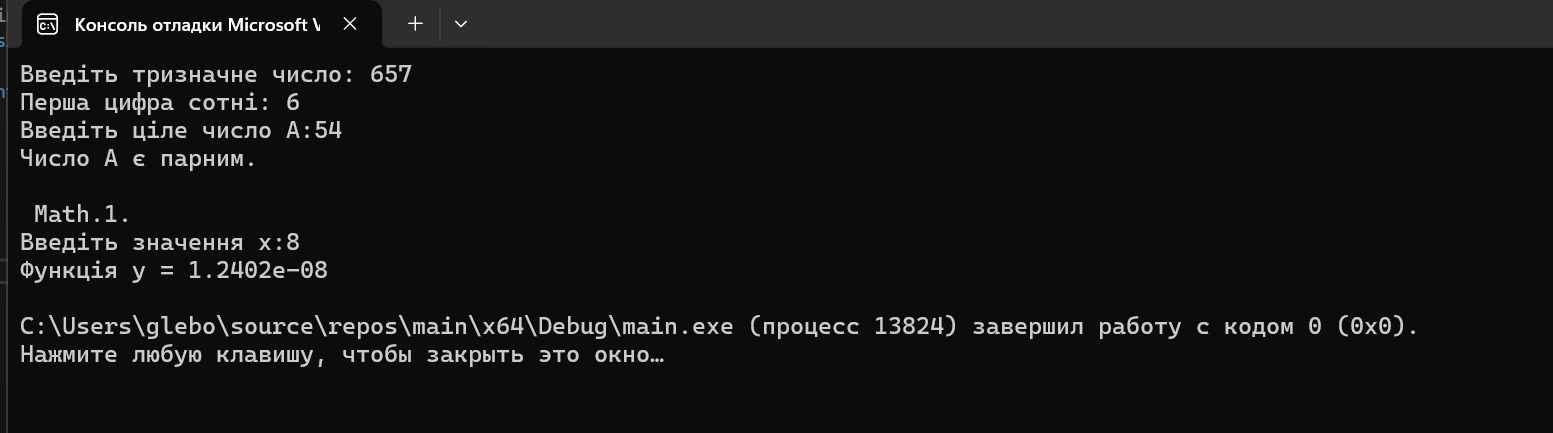 Консоль отладки Microsoft V
Введіть тризначне число: 657
Перша цифра сотні: 6
Введіть ціле число A:54
Число A є парним.
Math.1.
Введіть значення x:8
Функція y = 1.2402e-08
C:\Users\glebo\source\repos\main\x64\Debug\main.exe (процесс 13824) завершил работу с кодом 0 (0x0).
Нажмите любую клавишу, чтобы закрыть это окно…